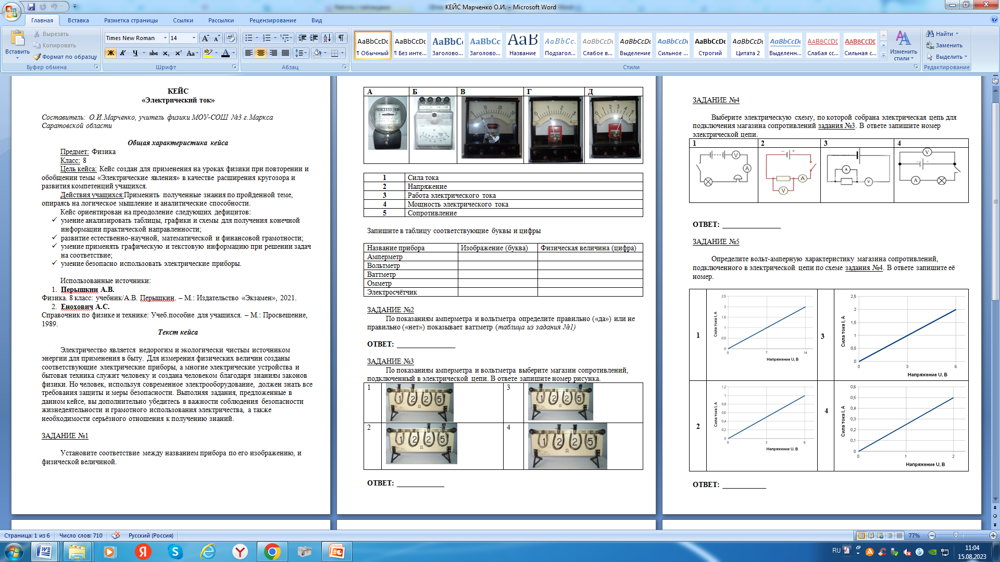 КЕЙС Марченко О.И. - Microsoft Word
Главная Вставка Разметка страницы Ссылки Рассылки Рецензирование Вид
Вставить
Вырезать
Копировать
Формат по образцу
Буфер обмена
Times New Roman 14
Ж К Ч abc x₂ x² Aa
Шрифт
Абзац
AaBbCcDc AaBbCcDc AaBbC AaBbCc AaB AaBbCc. AaBbCcDc AaBbCcDc AaBbCcDc AaBbCcDc AaBbCcDc AaBbCcDc AABBCCDE AABBCCDE
¶ Обычный ¶ Без инте... Заголово... Заголово... Название Подзагол... Слабое в... Выделение Сильное ... Строгий Цитата 2 Выделенн... Слабая сс... Сильная с...
Стили
Изменить стили
Найти
Заменить
Выделить
Редактирование
КЕЙС
«Электрический ток»
Составитель: О.И.Марченко, учитель физики МОУ-СОШ №3 г.Маркса
Саратовской области
Общая характеристика кейса
Предмет: Физика
Класс: 8
Цель кейса: Кейс создан для применения на уроках физики при повторении и
обобщении темы «Электрические явления» в качестве расширения кругозора и
развития компетенций учащихся.
Действия учащихся:Применить полученные знания по пройденной теме,
опираясь на логическое мышление и аналитические способности.
Кейс ориентирован на преодоление следующих дефицитов:
✓ умение анализировать таблицы, графики и схемы для получения конечной
информации практической направленности;
✓ развитие естественно-научной, математической и финансовой грамотности;
✓ умение применять графическую и текстовую информацию при решении задач
на соответствие;
✓ умение безопасно использовать электрические приборы.
Использованные источники:
1. Перышкин А.В.
Физика. 8 класс: учебник/А.В. Перышкин. – М.: Издательство «Экзамен», 2021.
2. Енохович А.С.
Справочник по физике и технике: Учеб.пособие для учащихся. – М.: Просвещение,
1989.
Текст кейса
Электричество является недорогим и экологически чистым источником
энергии для применения в быту. Для измерения физических величин созданы
соответствующие электрические приборы, а многие электрические устройства и
бытовая техника служит человеку и создана человеком благодаря знаниям законов
физики. Но человек, используя современное электрооборудование, должен знать все
требования защиты и меры безопасности. Выполняя задания, предложенные в
данном кейсе, вы дополнительно убедитесь в важности соблюдения безопасности
жизнедеятельности и грамотного использования электричества, а также
необходимости серьёзного отношения к получению знаний.
ЗАДАНИЕ №1
Установите соответствие между названием прибора по его изображению, и
физической величиной.
А Б В Г Д
0 10 20 30
0 1 2 3
0 1 2 3 4 5
1 Сила тока
2 Напряжение
3 Работа электрического тока
4 Мощность электрического тока
5 Сопротивление
Запишите в таблицу соответствующие буквы и цифры
Название прибора Изображение (буква) Физическая величина (цифра)
Амперметр
Вольтметр
Ваттметр
Омметр
Электросчётчик
ЗАДАНИЕ №2
По показаниям амперметра и вольтметра определите правильно («да») или не
правильно («нет») показывает ваттметр (таблица из задания №1)
ОТВЕТ: ________________
ЗАДАНИЕ №3
По показаниям амперметра и вольтметра выберите магазин сопротивлений,
подключенный в электрической цепи. В ответе запишите номер рисунка.
1
1 2 2 5
Ω
3
1 2 2 5
Ω
2
1 2 2 5
Ω
4
1 2 2 5
Ω
ОТВЕТ: _____________
ЗАДАНИЕ №4
Выберите электрическую схему, по которой собрана электрическая цепь для
подключения магазина сопротивлений задания №3. В ответе запишите номер
электрической цепи.
1 2 3 4
V A
− + A V
A V
V − + A
ОТВЕТ: ________________
ЗАДАНИЕ №5
Определите вольт-амперную характеристику магазина сопротивлений,
подключенного в электрической цепи по схеме задания №4. В ответе запишите её
номер.
1
Сила тока I, А
2,5
2
1,5
1
0,5
0
0 7 14
Напряжение U, В
3
Сила тока I, А
2,5
2
1,5
1
0,5
0
0 3 6
Напряжение U, В
2
Сила тока I, А
1,2
1
0,8
0,6
0,4
0,2
0
0 3 6
Напряжение U, В
4
Сила тока I, А
0,6
0,5
0,4
0,3
0,2
0,1
0
0 1 2
Напряжение U, В
ОТВЕТ: ____________
Страница: 1 из 6 Число слов: 710 Русский (Россия) 77%
RU
11:04
15.08.2023